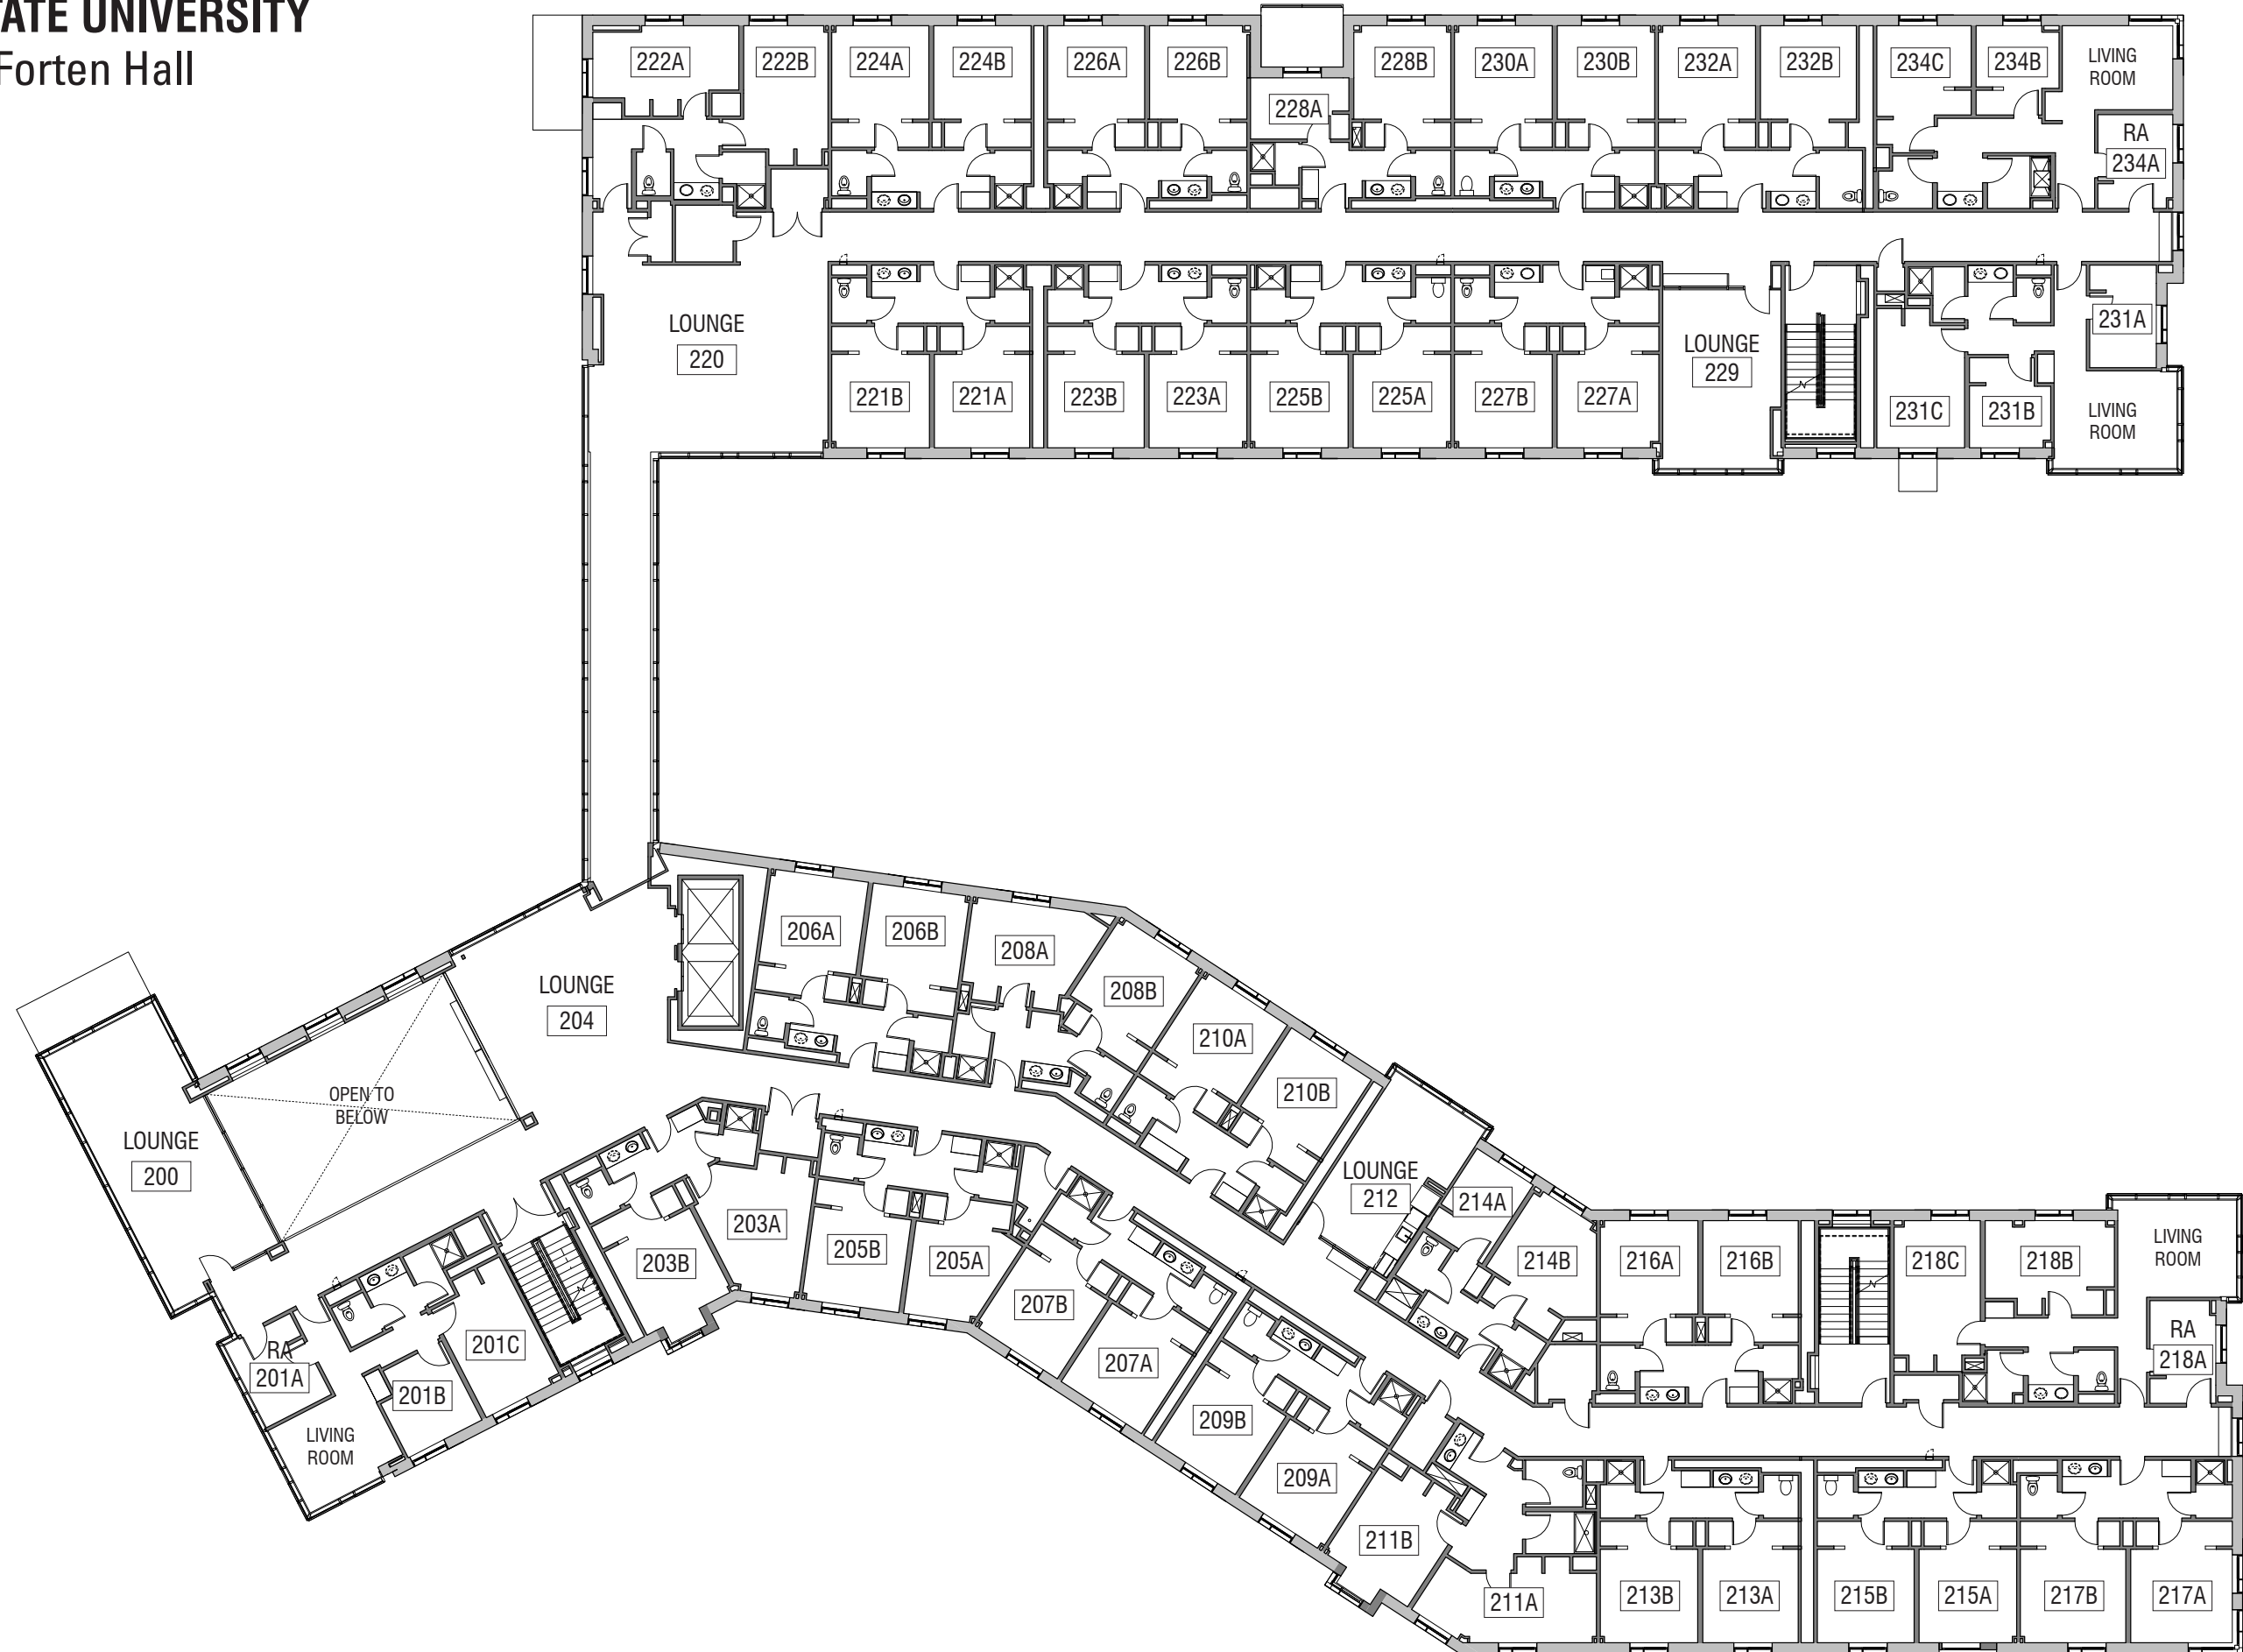 TATE UNIVERSITY
Forten Hall
222A
222B
224A
224B
226A
226B
228A
228B
230A
230B
232A
232B
234C
234B
LIVING
ROOM
RA
234A
LOUNGE
220
221B
221A
223B
223A
225B
225A
227B
227A
LOUNGE
229
231C
231B
231A
LIVING
ROOM
206A
206B
208A
208B
210A
210B
LOUNGE
204
OPEN TO
BELOW
LOUNGE
200
LOUNGE
212
214A
214B
216A
216B
218C
218B
LIVING
ROOM
RA
218A
203A
203B
205B
205A
207B
207A
209B
209A
211B
211A
213B
213A
215B
215A
217B
217A
RA
201A
201B
201C
LIVING
ROOM